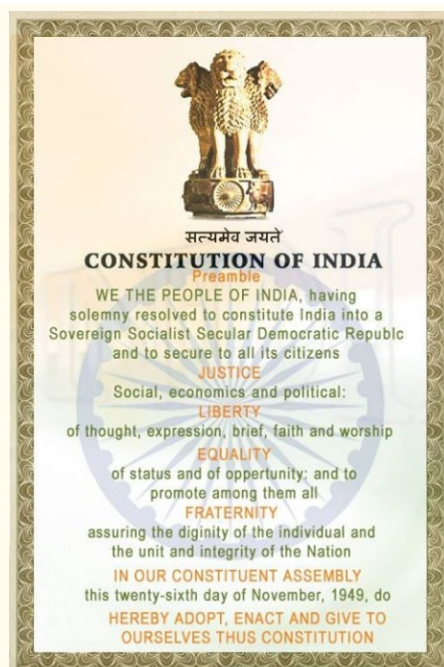 सत्यमेव जयते
CONSTITUTION OF INDIA
Preamble
WE THE PEOPLE OF INDIA, having
solemny resolved to constitute India into a
Sovereign Socialist Secular Democratic Republc
and to secure to all its citizens
JUSTICE
Social, economics and political:
LIBERTY
of thought, expression, brief, faith and worship
EQUALITY
of status and of oppertunity: and to
promote among them all
FRATERNITY
assuring the diginity of the individual and
the unit and integrity of the Nation
IN OUR CONSTITUENT ASSEMBLY
this twenty-sixth day of November, 1949, do
HEREBY ADOPT, ENACT AND GIVE TO
OURSELVES THUS CONSTITUTION